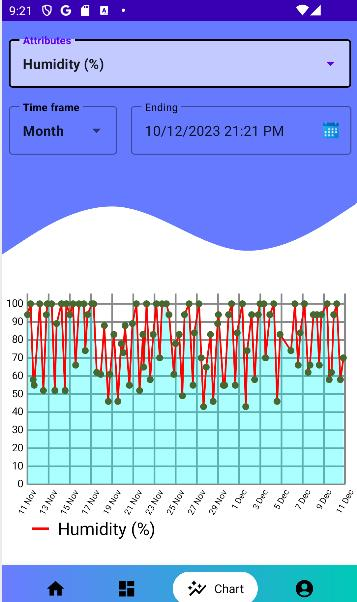 9:21
Attributes
Humidity (%)
Time frame
Month
Ending
10/12/2023 21:21 PM
100
90
80
70
60
50
40
30
20
10
0
11 Nov
13 Nov
15 Nov
17 Nov
19 Nov
21 Nov
23 Nov
25 Nov
27 Nov
29 Nov
1 Dec
3 Dec
5 Dec
7 Dec
9 Dec
11 Dec
Humidity (%)
Chart